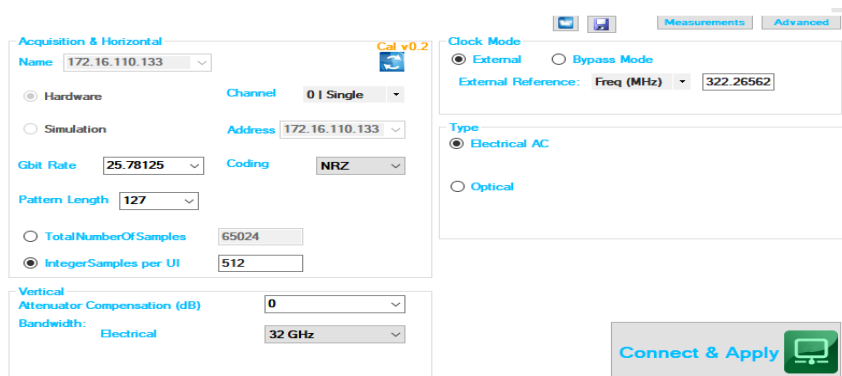 Measurements Advanced
Acquisition & Horizontal
Cal v0.2
Name 172.16.110.133
Hardware
Channel 0 | Single
Simulation
Address 172.16.110.133
Gbit Rate 25.78125
Coding NRZ
Pattern Length 127
TotalNumberOfSamples 65024
IntegerSamples per UI 512
Vertical
Attenuator Compensation (dB) 0
Bandwidth:
Electrical 32 GHz
Clock Mode
External Bypass Mode
External Reference: Freq (MHz) 322.26562
Type
Electrical AC
Optical
Connect & Apply